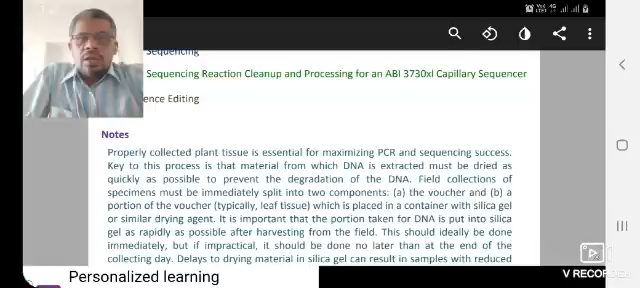 Vo)) 4G
LTE1
Sequencing
Sequencing Reaction Cleanup and Processing for an ABI 3730xl Capillary Sequencer
ence Editing
Notes
Properly collected plant tissue is essential for maximizing PCR and sequencing success.
Key to this process is that material from which DNA is extracted must be dried as
quickly as possible to prevent the degradation of the DNA. Field collections of
specimens must be immediately split into two components: (a) the voucher and (b) a
portion of the voucher (typically, leaf tissue) which is placed in a container with silica gel
or similar drying agent. It is important that the portion taken for DNA is put into silica
gel as rapidly as possible after harvesting from the field. This should ideally be done
immediately, but if impractical, it should be done no later than at the end of the
collecting day. Delays to drying material in silica gel can result in samples with reduced
Personalized learning
V RECORDER